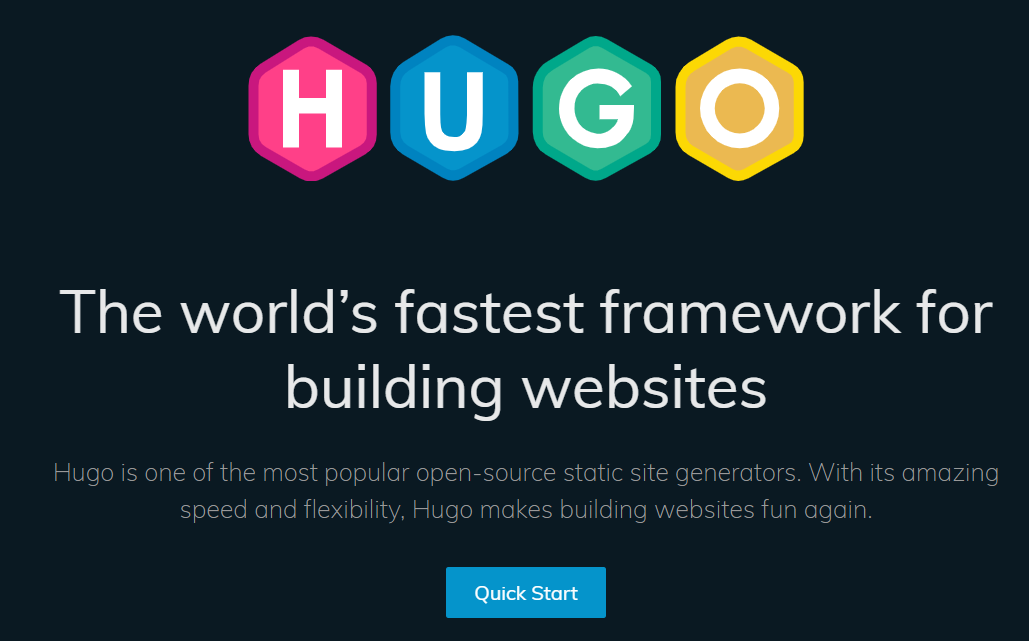 HUGO
The world’s fastest framework for
building websites
Hugo is one of the most popular open-source static site generators. With its amazing
speed and flexibility, Hugo makes building websites fun again.
Quick Start